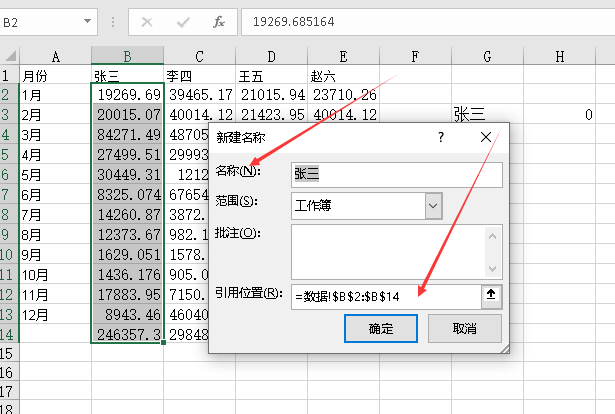 B2 fx 19269.685164
A B C D E F G H
1 月份 张三 李四 王五 赵六
2 1月 19269.69 39465.17 21015.94 23710.26
3 2月 20015.07 40014.12 21423.95 40014.12 张三 0
4 3月 84271.49 48705
5 4月 27499.51 29993
6 5月 30449.31 1212
7 6月 8325.074 67654
8 7月 14260.87 3872.
9 8月 12373.67 982.1
10 9月 1629.051 1578.
11 10月 1436.176 905.0
12 11月 17883.95 7150.
13 12月 8943.46 46040
14 246357.3 29848
15
16
17
18
新建名称 ? ×
名称(N): 张三
范围(S): 工作簿
批注(O):
引用位置(R): =数据!$B$2:$B$14
确定 取消